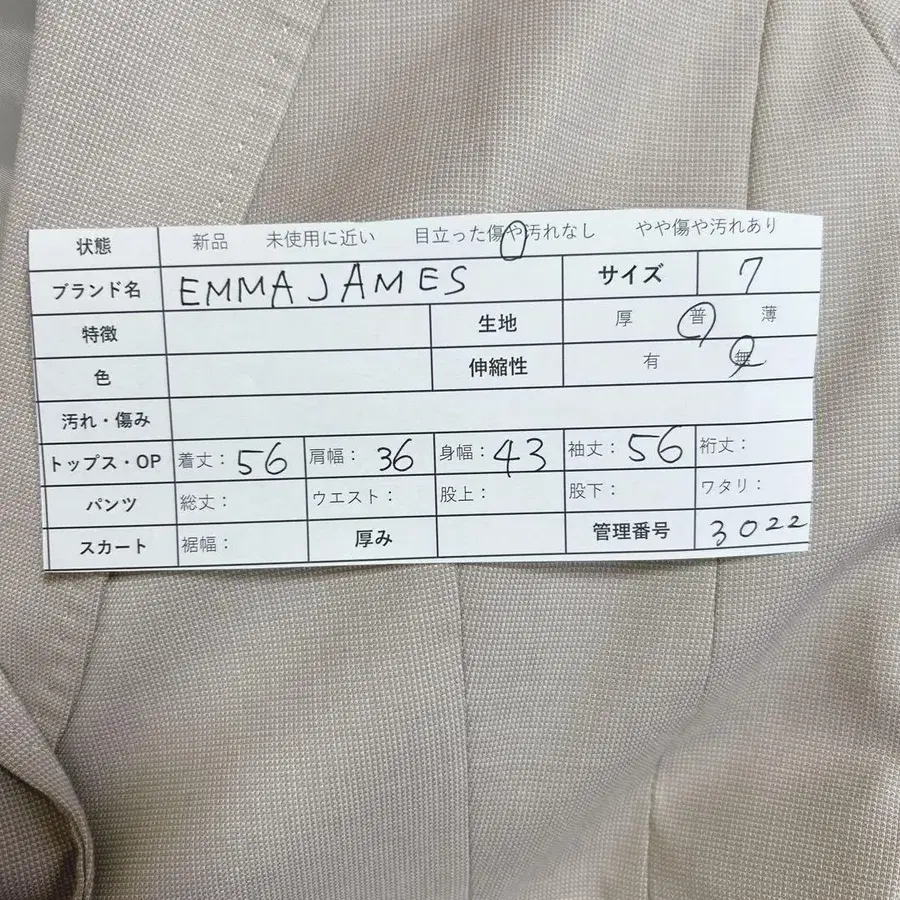 状態 新品 未使用に近い 目立った傷や汚れなし やや傷や汚れあり
ブランド名 EMMA JAMES サイズ 7
特徴 生地 厚 普 薄
色 伸縮性 有 無
汚れ・傷み
トップス・OP 着丈: 56 肩幅: 36 身幅: 43 袖丈: 56 裄丈:
パンツ 総丈: ウエスト: 股上: 股下: ワタリ:
スカート 裾幅: 厚み 管理番号 3022